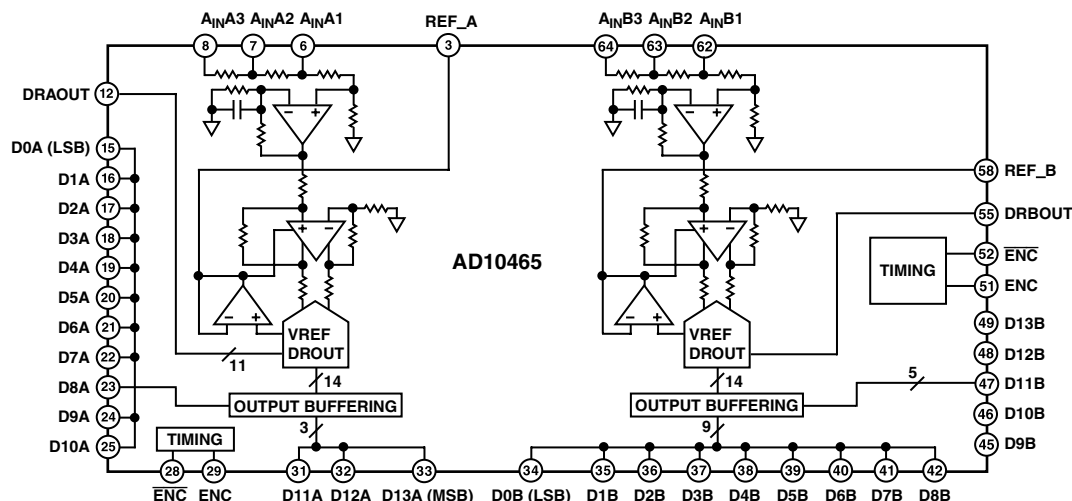 AINA3 AINA2 AINA1 REF_A AINB3 AINB2 AINB1
8 7 6 3 64 63 62
DRAOUT 12
D0A (LSB) 15
D1A 16
D2A 17
D3A 18
D4A 19
D5A 20
D6A 21
D7A 22
D8A 23
D9A 24
D10A 25
− +
+ −
− +
VREF
DROUT
11
14
OUTPUT BUFFERING
3
TIMING
AD10465
− +
+ −
− +
VREF
DROUT
14
OUTPUT BUFFERING
9
5
TIMING
58 REF_B
55 DRBOUT
52 ENC
51 ENC
49 D13B
48 D12B
47 D11B
46 D10B
45 D9B
28 29 31 32 33 34 35 36 37 38 39 40 41 42
ENC ENC D11A D12A D13A (MSB) D0B (LSB) D1B D2B D3B D4B D5B D6B D7B D8B